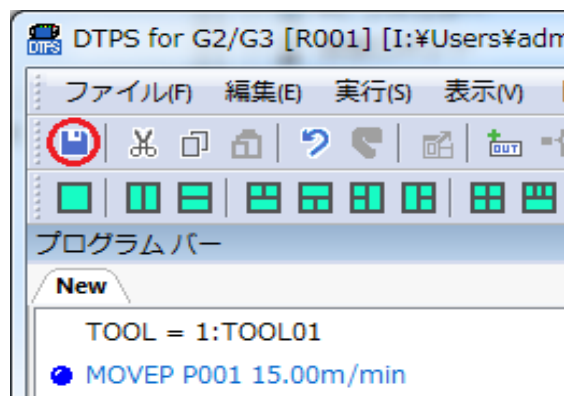 DTPS for G2/G3 [R001] [I:¥Users¥adm
ファイル(F) 編集(E) 実行(S) 表示(V)
OUT
プログラム バー
New
TOOL = 1:TOOL01
MOVEP P001 15.00m/min